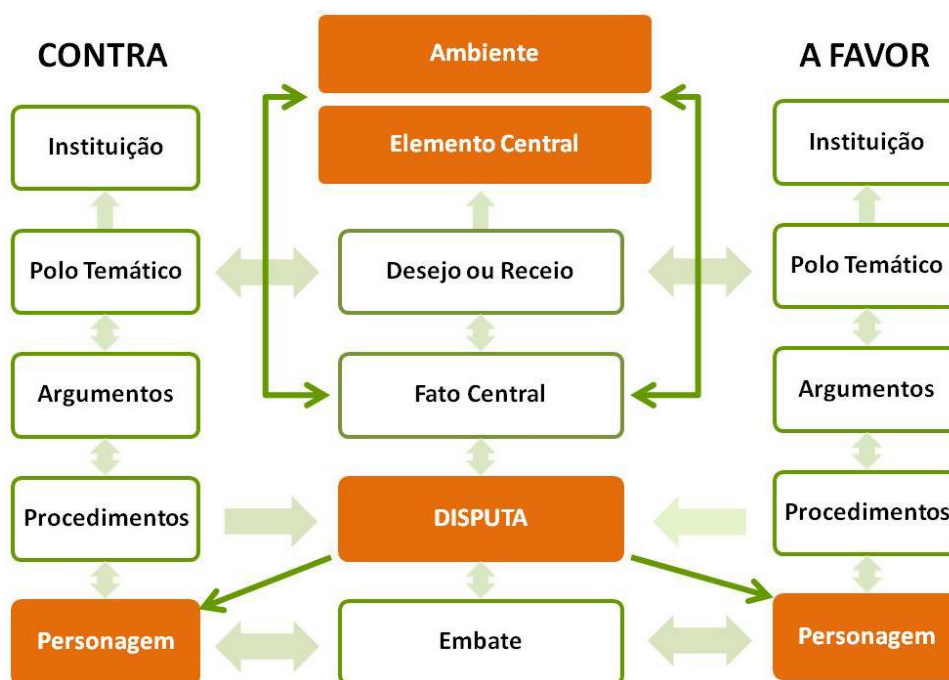 CONTRA
Ambiente
A FAVOR
Instituição
Elemento Central
Instituição
Polo Temático
Desejo ou Receio
Polo Temático
Argumentos
Fato Central
Argumentos
Procedimentos
DISPUTA
Procedimentos
Personagem
Embate
Personagem